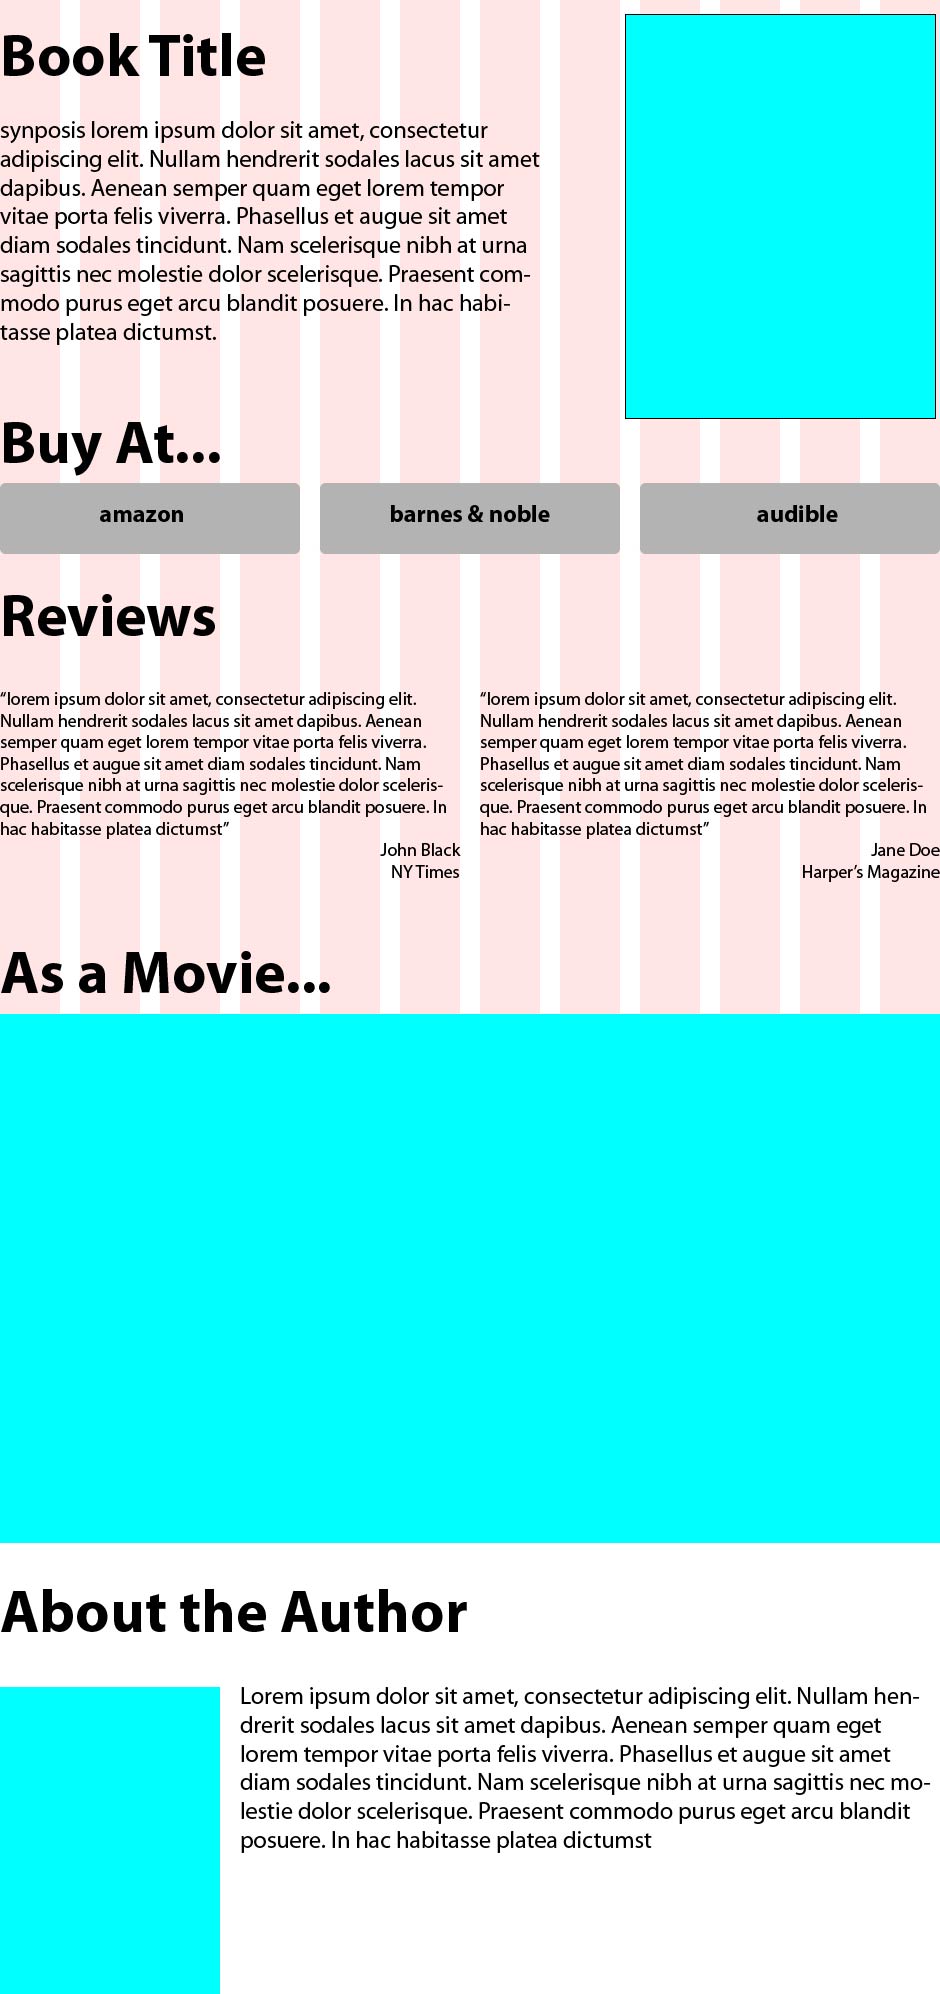 Book Title
synposis lorem ipsum dolor sit amet, consectetur
adipiscing elit. Nullam hendrerit sodales lacus sit amet
dapibus. Aenean semper quam eget lorem tempor
vitae porta felis viverra. Phasellus et augue sit amet
diam sodales tincidunt. Nam scelerisque nibh at urna
sagittis nec molestie dolor scelerisque. Praesent com-
modo purus eget arcu blandit posuere. In hac habi-
tasse platea dictumst.
Buy At...
amazon
barnes & noble
audible
Reviews
“lorem ipsum dolor sit amet, consectetur adipiscing elit.
Nullam hendrerit sodales lacus sit amet dapibus. Aenean
semper quam eget lorem tempor vitae porta felis viverra.
Phasellus et augue sit amet diam sodales tincidunt. Nam
scelerisque nibh at urna sagittis nec molestie dolor sceleris-
que. Praesent commodo purus eget arcu blandit posuere. In
hac habitasse platea dictumst”
John Black
NY Times
“lorem ipsum dolor sit amet, consectetur adipiscing elit.
Nullam hendrerit sodales lacus sit amet dapibus. Aenean
semper quam eget lorem tempor vitae porta felis viverra.
Phasellus et augue sit amet diam sodales tincidunt. Nam
scelerisque nibh at urna sagittis nec molestie dolor sceleris-
que. Praesent commodo purus eget arcu blandit posuere. In
hac habitasse platea dictumst”
Jane Doe
Harper’s Magazine
As a Movie...
About the Author
Lorem ipsum dolor sit amet, consectetur adipiscing elit. Nullam hen-
drerit sodales lacus sit amet dapibus. Aenean semper quam eget
lorem tempor vitae porta felis viverra. Phasellus et augue sit amet
diam sodales tincidunt. Nam scelerisque nibh at urna sagittis nec mo-
lestie dolor scelerisque. Praesent commodo purus eget arcu blandit
posuere. In hac habitasse platea dictumst